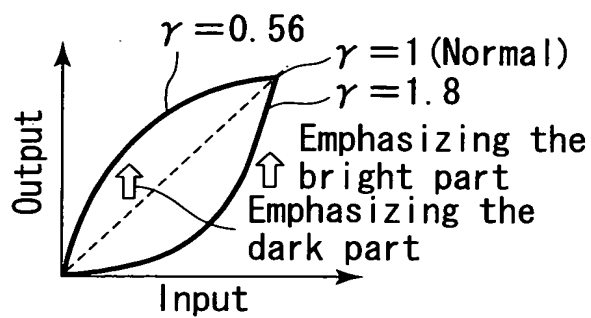 γ=0.56
γ=1(Normal)
γ=1.8
Emphasizing the
bright part
Emphasizing the
dark part
Output
Input